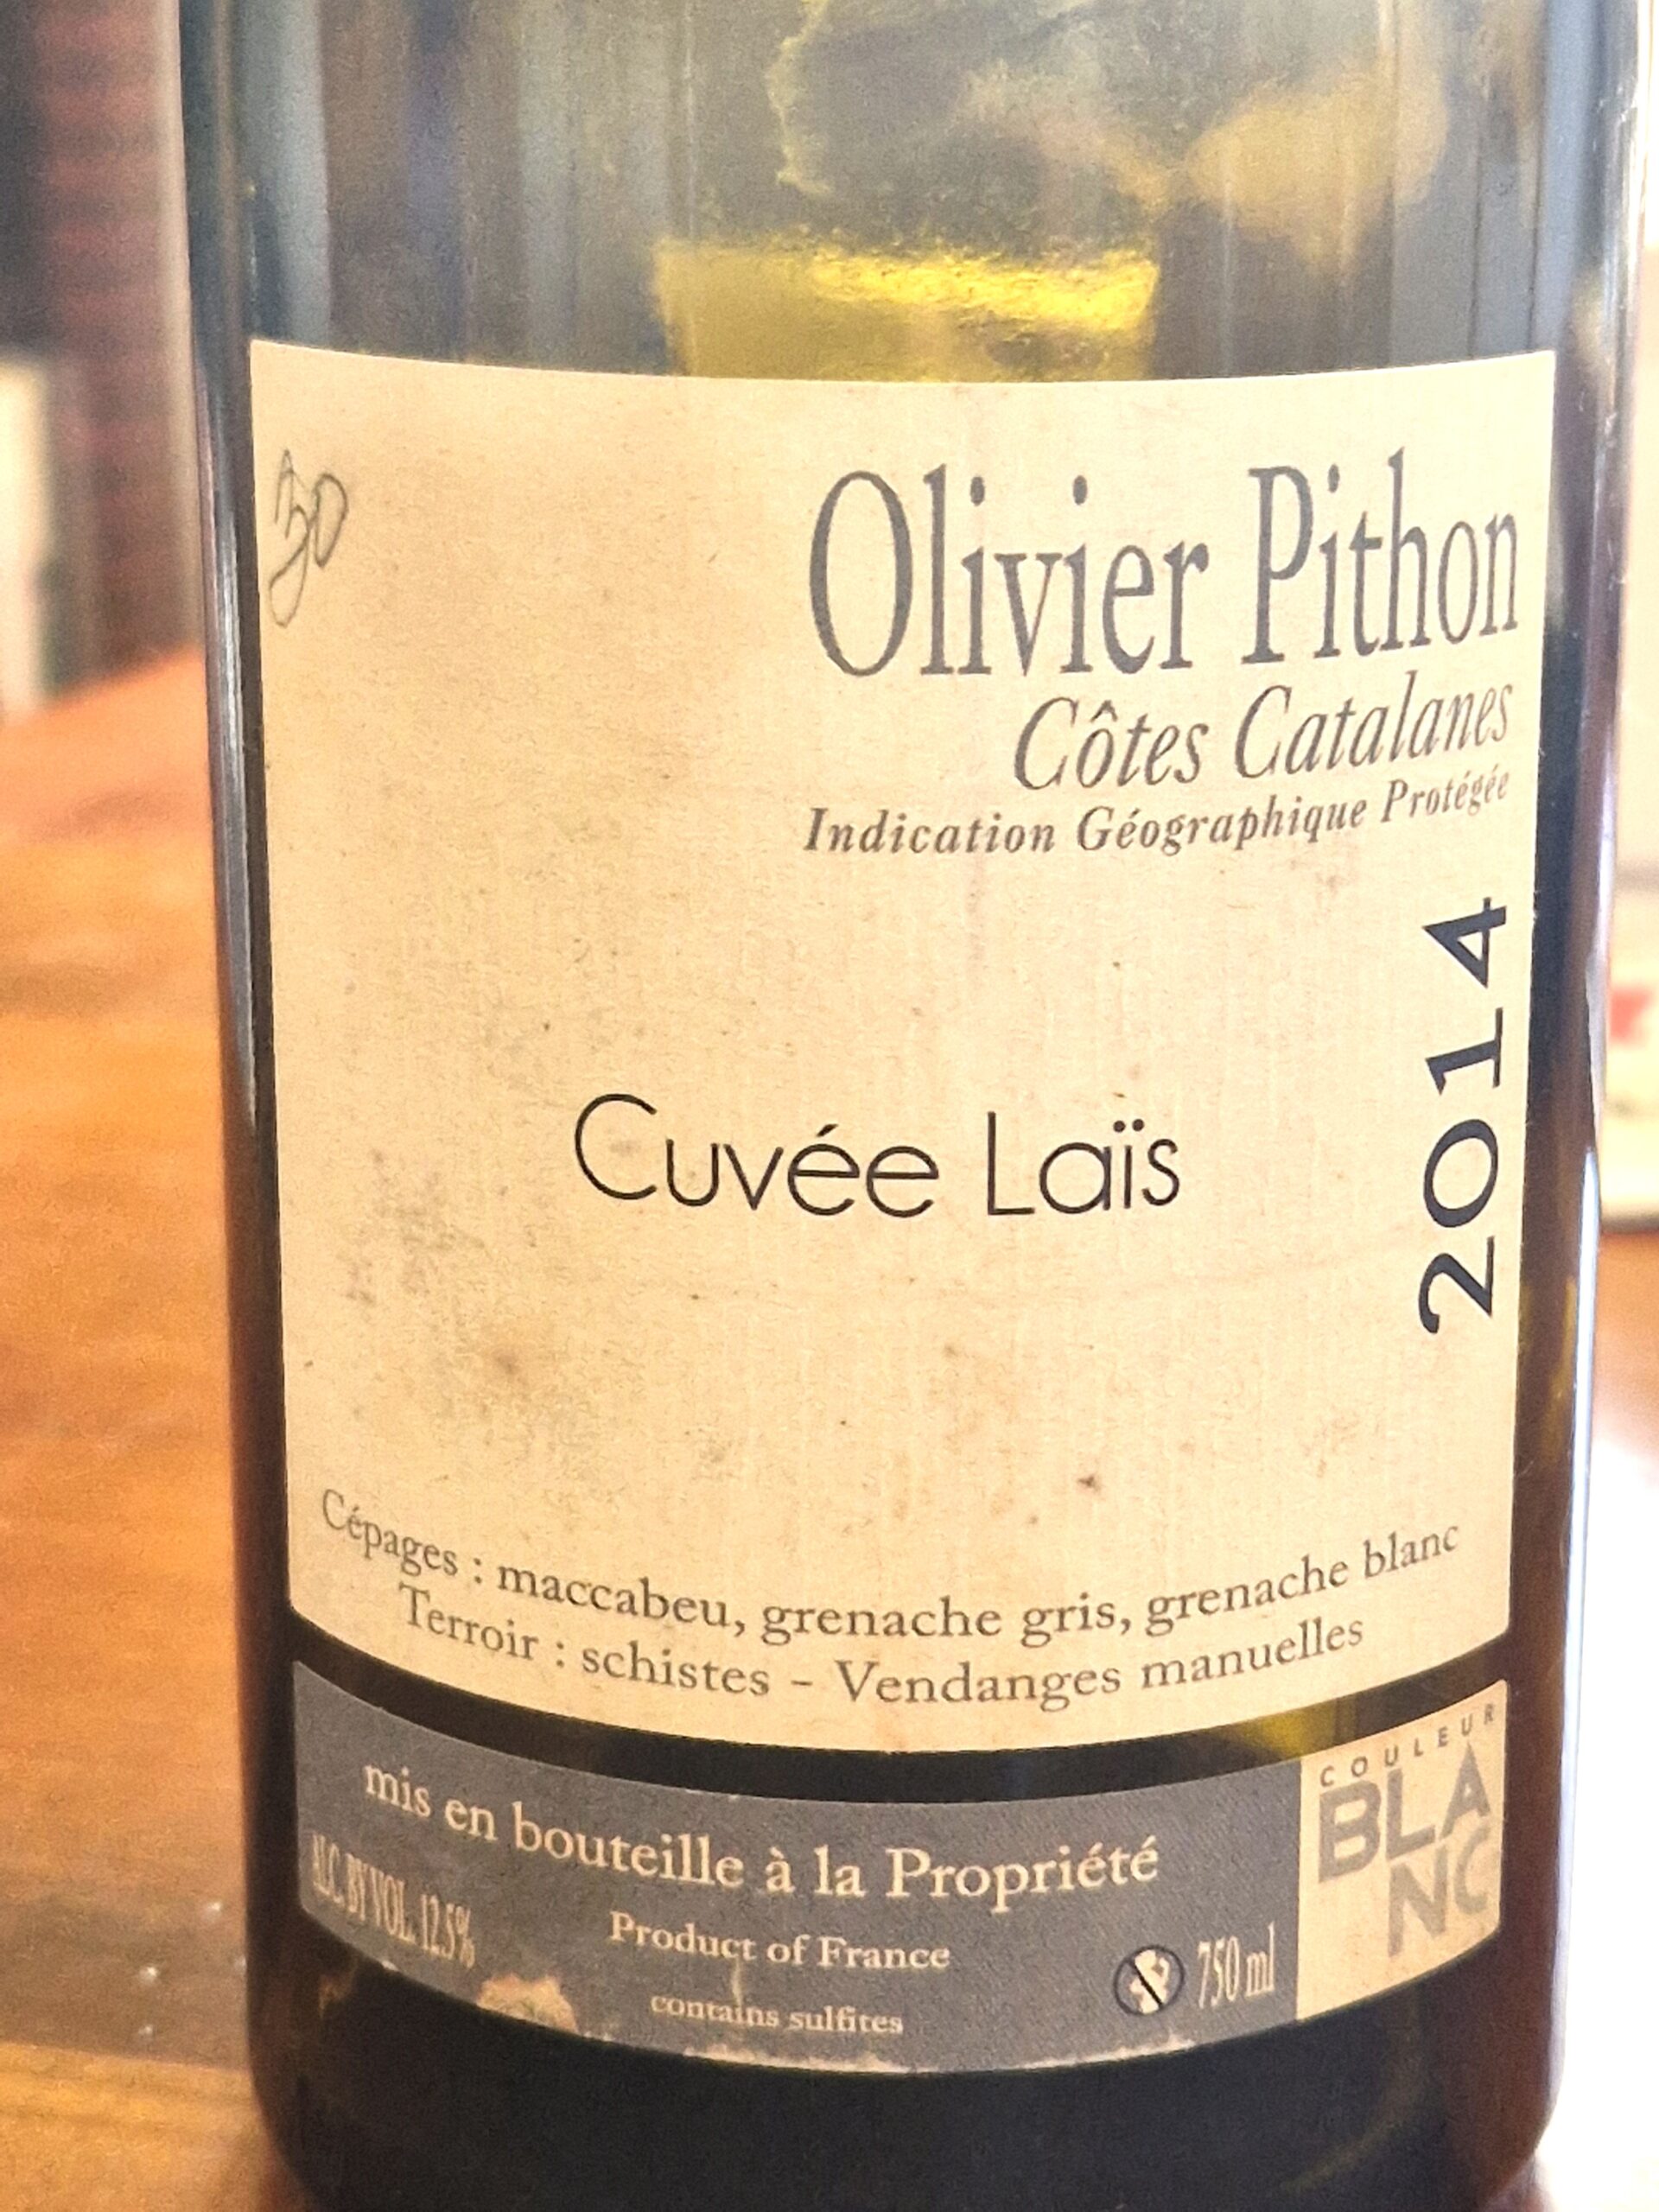 30
Olivier Pithon
Côtes Catalanes
Indication Géographique Protégée
2014
Cuvée Laïs
Cépages : maccabeu, grenache gris, grenache blanc
Terroir : schistes - Vendanges manuelles
mis en bouteille à la Propriété
ALC. BY VOL. 12.5%
Product of France
contains sulfites
750 ml
COULEUR
BLA
NC